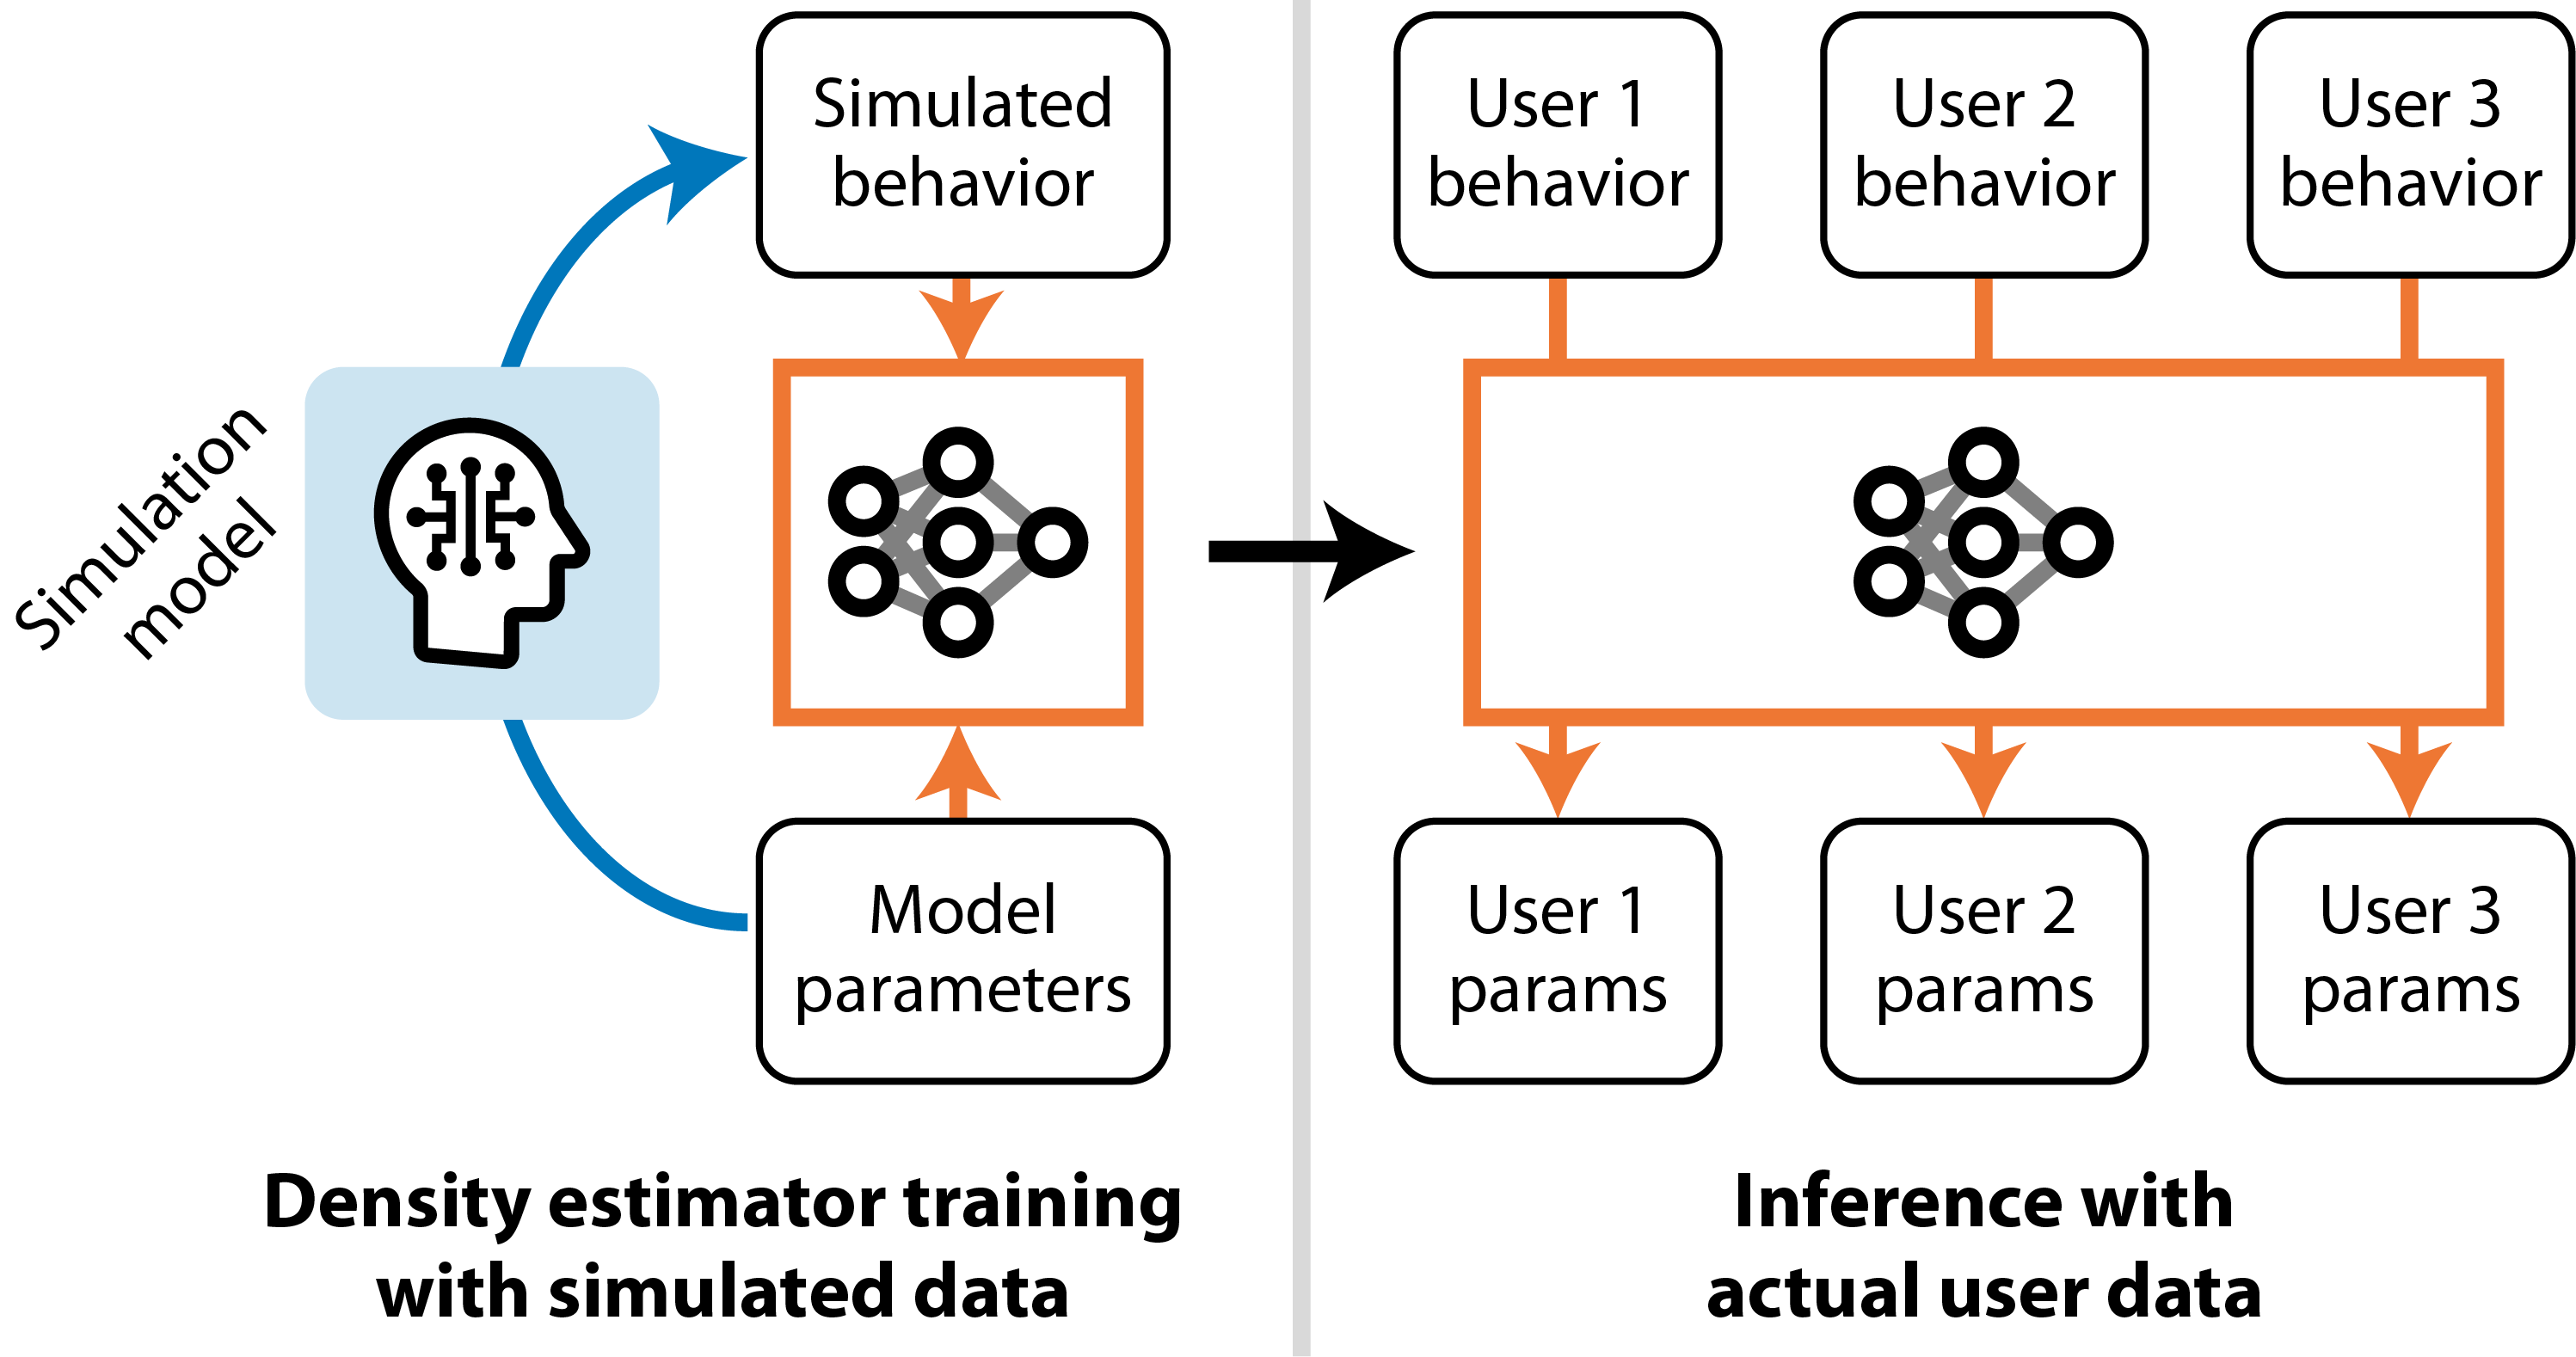 Simulation
model
Simulated
behavior
Model
parameters
Density estimator training
with simulated data
User 1
behavior
User 2
behavior
User 3
behavior
User 1
params
User 2
params
User 3
params
Inference with
actual user data